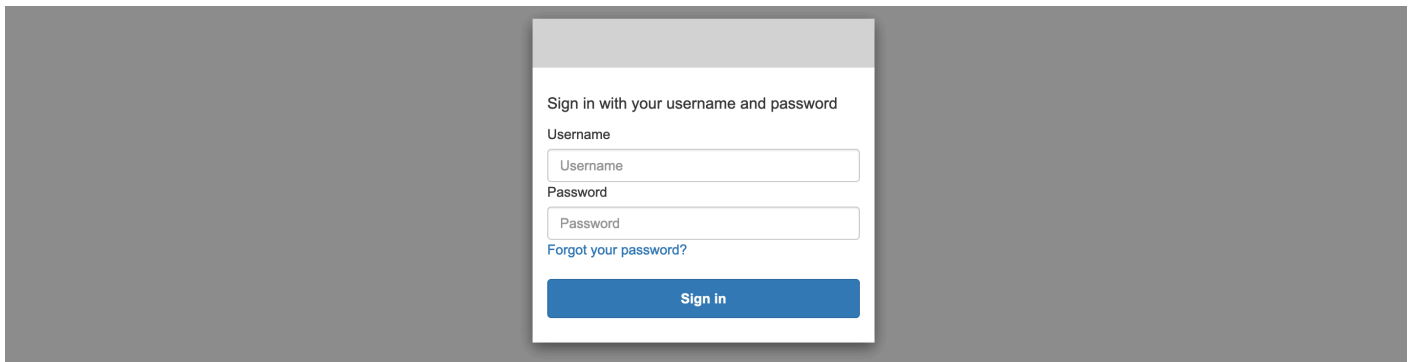 Sign in with your username and password
Username
Username
Password
Password
Forgot your password?
Sign in